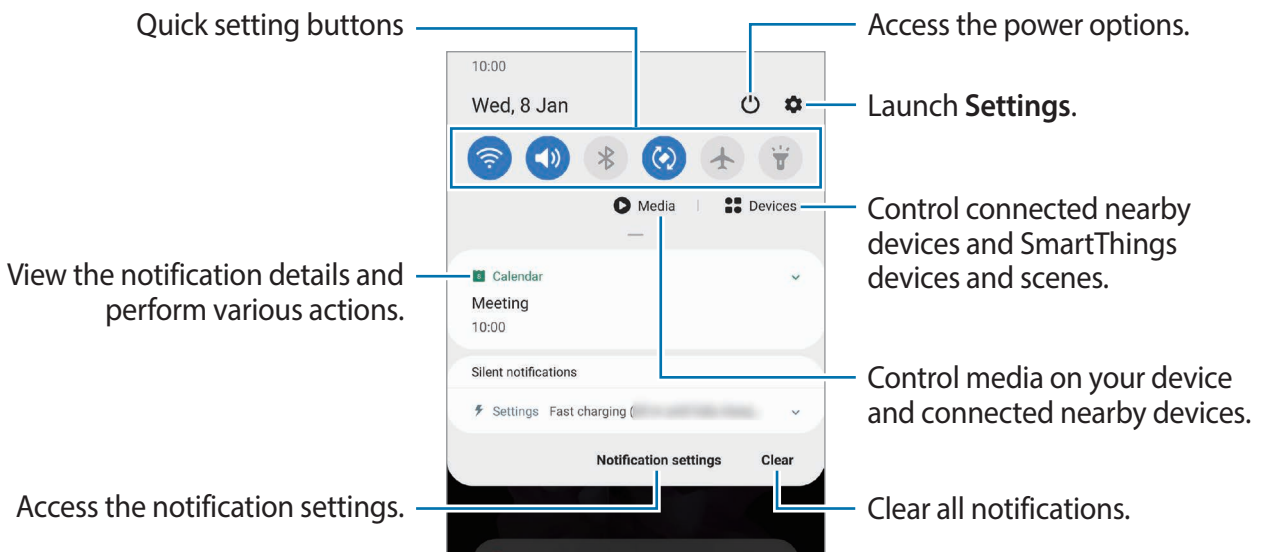 Quick setting buttons
Access the power options.
10:00
Wed, 8 Jan
Launch Settings.
Media
Devices
Control connected nearby
devices and SmartThings
devices and scenes.
View the notification details and
perform various actions.
8 Calendar
Meeting
10:00
Silent notifications
Control media on your device
and connected nearby devices.
Settings Fast charging (
Notification settings
Clear
Access the notification settings.
Clear all notifications.